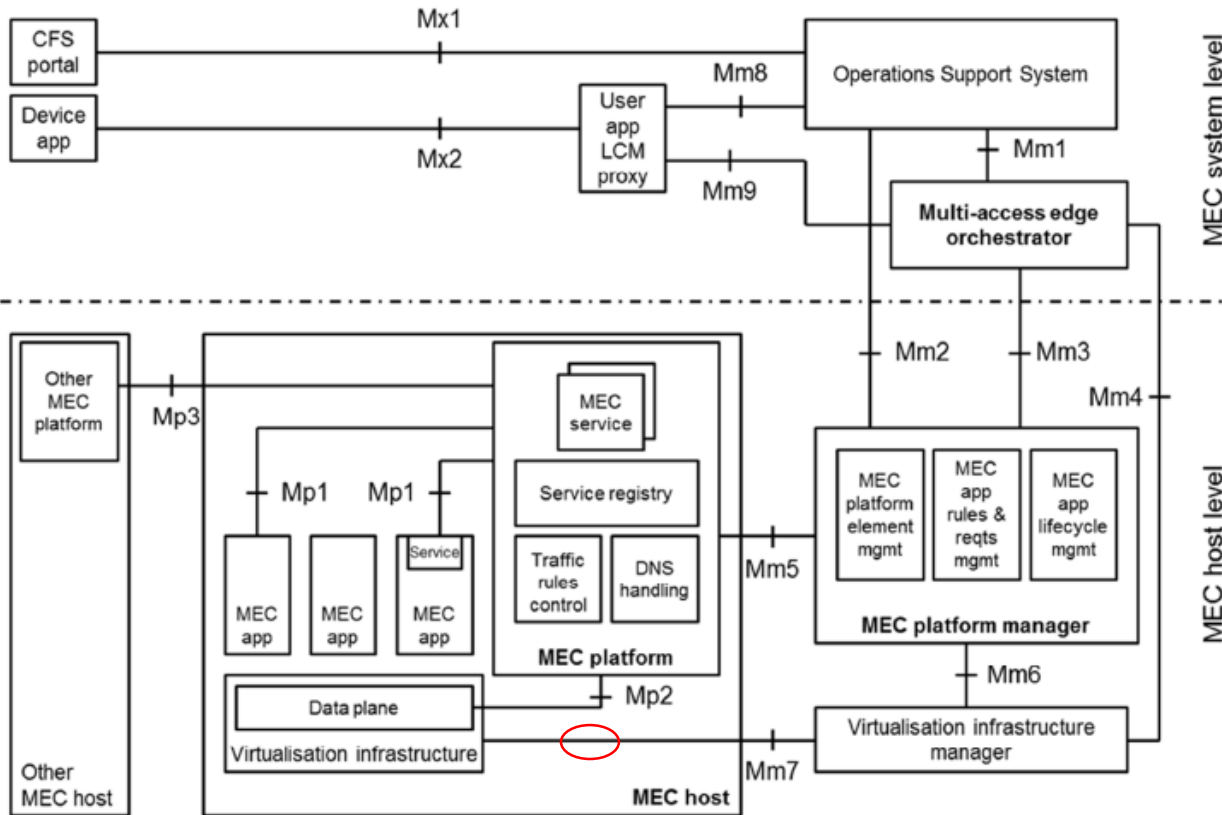 CFS
portal
Mx1
Operations Support System
Device
app
Mx2
User
app
LCM
proxy
Mm8
Mm9
Mm1
Multi-access edge
orchestrator
MEC system level
Other
MEC
platform
Mp3
Other
MEC host
MEC
service
Service registry
Traffic
rules
control
DNS
handling
MEC platform
Mp1
Mp1
MEC
app
MEC
app
Service
MEC
app
Mp2
Data plane
Virtualisation infrastructure
MEC host
Mm5
Mm7
Mm2
Mm3
Mm4
MEC
platform
element
mgmt
MEC
app
rules &
reqts
mgmt
MEC
app
lifecycle
mgmt
MEC platform manager
Mm6
Virtualisation infrastructure
manager
MEC host level